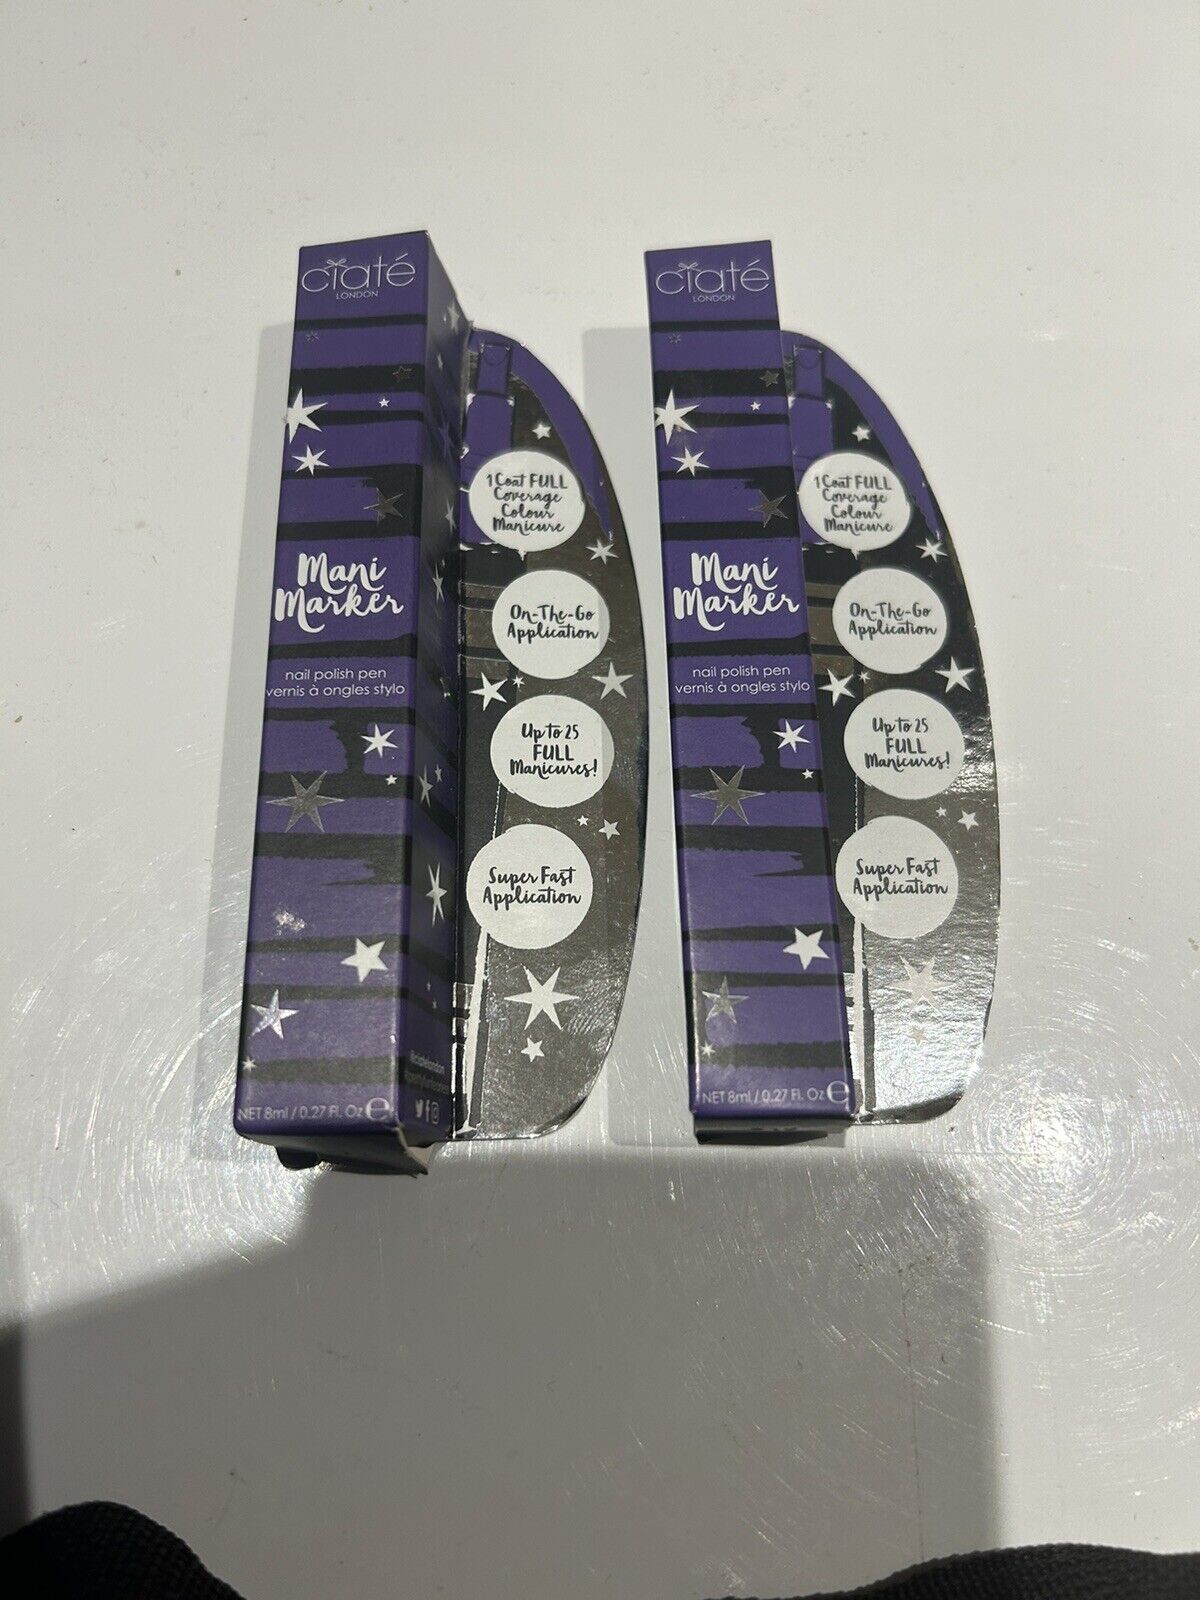 ciaté
LONDON
Mani
Marker
nail polish pen
vernis à ongles stylo
NET 8ml / 0.27 FL. Oz e
@ciatelondon
1 Coat FULL
Coverage
Colour
Manicure
On-The-Go
Application
Up to 25
FULL
Manicures!
Super Fast
Application
ciaté
LONDON
Mani
Marker
nail polish pen
vernis à ongles stylo
NET 8ml / 0.27 FL. Oz e
1 Coat FULL
Coverage
Colour
Manicure
On-The-Go
Application
Up to 25
FULL
Manicures!
Super Fast
Application